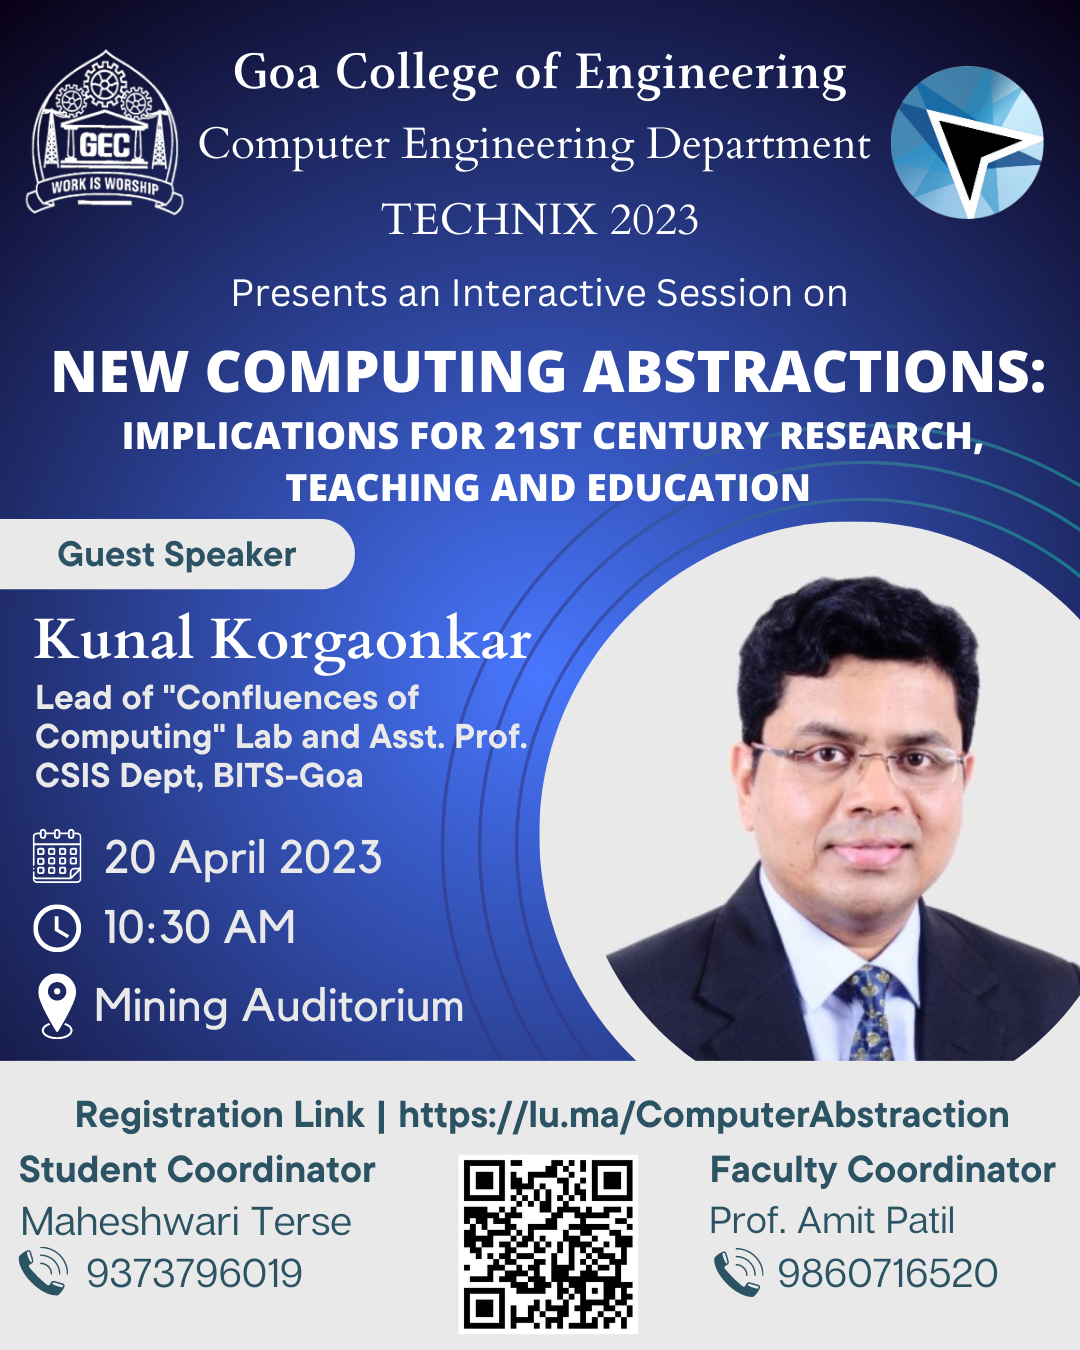 Goa College of Engineering
Computer Engineering Department
TECHNIX 2023
GEC
WORK IS WORSHIP
Presents an Interactive Session on
NEW COMPUTING ABSTRACTIONS:
IMPLICATIONS FOR 21ST CENTURY RESEARCH,
TEACHING AND EDUCATION
Guest Speaker
Kunal Korgaonkar
Lead of "Confluences of
Computing" Lab and Asst. Prof.
CSIS Dept, BITS-Goa
20 April 2023
10:30 AM
Mining Auditorium
Registration Link | https://lu.ma/ComputerAbstraction
Student Coordinator
Maheshwari Terse
9373796019
Faculty Coordinator
Prof. Amit Patil
9860716520